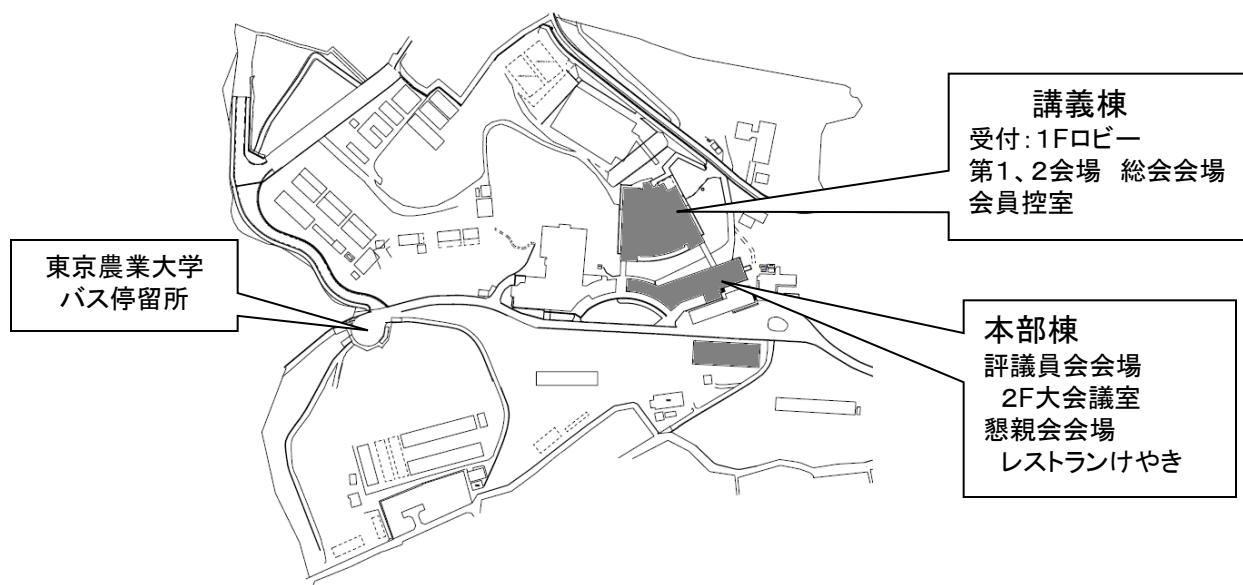 講義棟
受付：1Fロビー
第1、2会場　総会会場
会員控室
東京農業大学
バス停留所
本部棟
評議員会会場
2F大会議室
懇親会会場
レストランけやき